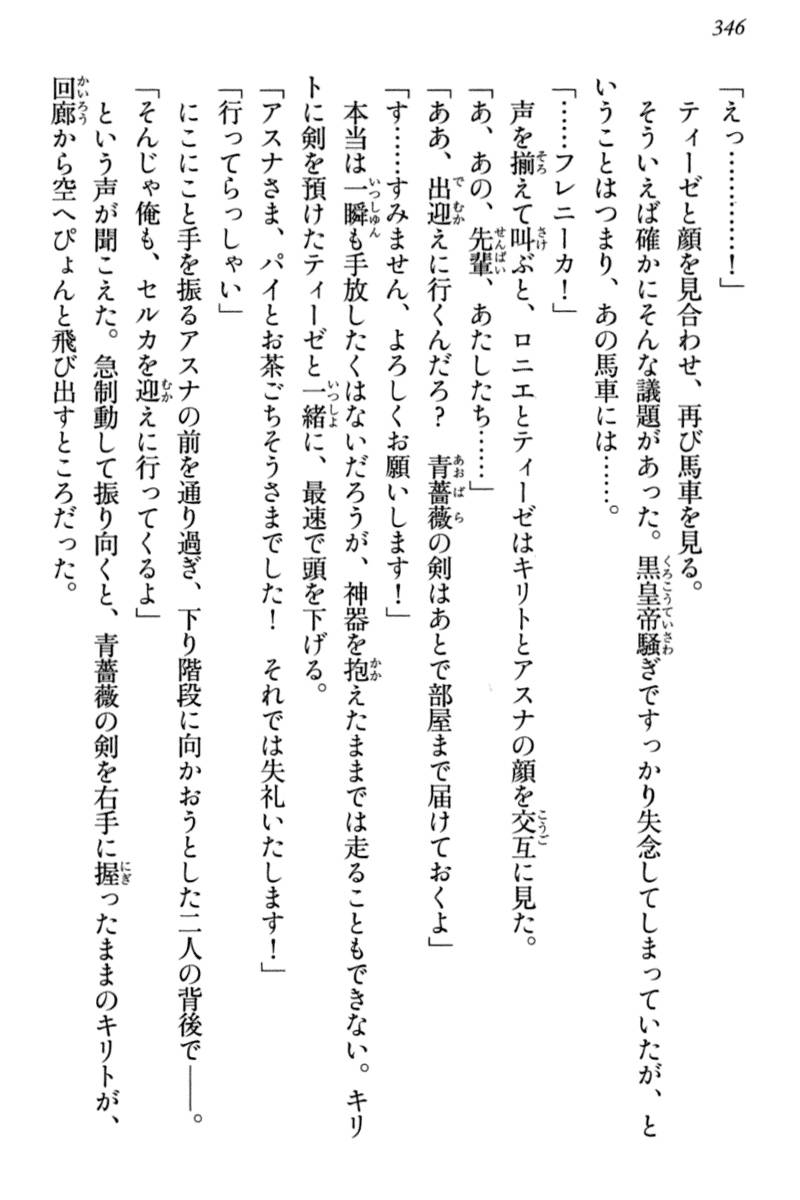 346
「えっ…………！」
ティーゼと顔を見合わせ、再び馬車を見る。
そういえば確かにそんな議題があった。黒皇帝騒ぎですっかり失念してしまっていたが、と
いうことはつまり、あの馬車には……。
「……フレニーカ！」
声を揃えて叫ぶと、ロニエとティーゼはキリトとアスナの顔を交互に見た。
「あ、あの、先輩、あたしたち……」
「ああ、出迎えに行くんだろ？　青薔薇の剣はあとで部屋まで届けておくよ」
「す……すみません、よろしくお願いします！」
本当は一瞬も手放したくはないだろうが、神器を抱えたままでは走ることもできない。キリ
トに剣を預けたティーゼと一緒に、最速で頭を下げる。
「アスナさま、パイとお茶ごちそうさまでした！　それでは失礼いたします！」
「行ってらっしゃい」
にこにこと手を振るアスナの前を通り過ぎ、下り階段に向かおうとした二人の背後で――。
「そんじゃ俺も、セルカを迎えに行ってくるよ」
という声が聞こえた。急制動して振り向くと、青薔薇の剣を右手に握ったままのキリトが、
回廊から空へぴょんと飛び出すところだった。